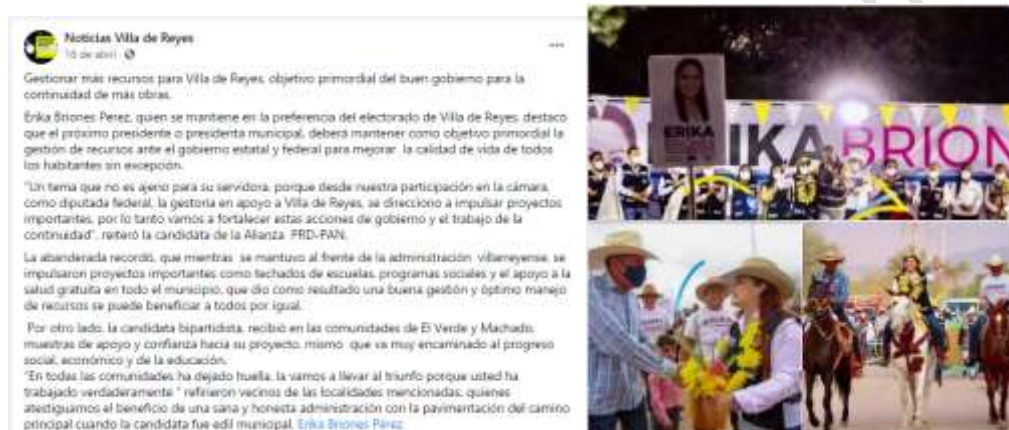 Noticias Villa de Reyes
16 de abril
Gestionar más recursos para Villa de Reyes, objetivo primordial del buen gobierno para la
continuidad de más obras.
Erika Briones Pérez, quien se mantiene en la preferencia del electorado de Villa de Reyes, destacó
que el próximo presidente o presidenta municipal, deberá mantener como objetivo primordial la
gestión de recursos ante el gobierno estatal y federal para mejorar la calidad de vida de todos
los habitantes sin excepción.
"Un tema que no es ajeno para su servidora, porque desde nuestra participación en la cámara,
como diputada federal, la gestoría en apoyo a Villa de Reyes, se direccionó a impulsar proyectos
importantes, por lo tanto vamos a fortalecer estas acciones de gobierno y el trabajo de la
continuidad", reiteró la candidata de la Alianza PRD-PAN.
La abanderada recordó, que mientras se mantuvo al frente de la administración villarreyense, se
impulsaron proyectos importantes como techados de escuelas, programas sociales y el apoyo a la
salud gratuita en todo el municipio, que dio como resultado una buena gestión y óptimo manejo
de recursos se puede beneficiar a todos por igual.
Por otro lado, la candidata bipartidista, recibió en las comunidades de El Verde y Machado,
muestras de apoyo y confianza hacia su proyecto, mismo que va muy encaminado al progreso
social, económico y de la educación.
"En todas las comunidades ha dejado huella, la vamos a llevar al triunfo porque usted ha
trabajado verdaderamente " refirieron vecinos de las localidades mencionadas, quienes
atestiguamos el beneficio de una sana y honesta administración con la pavimentación del camino
principal cuando la candidata fue edil municipal. Erika Briones Pérez
ERIKA
IKA BRION